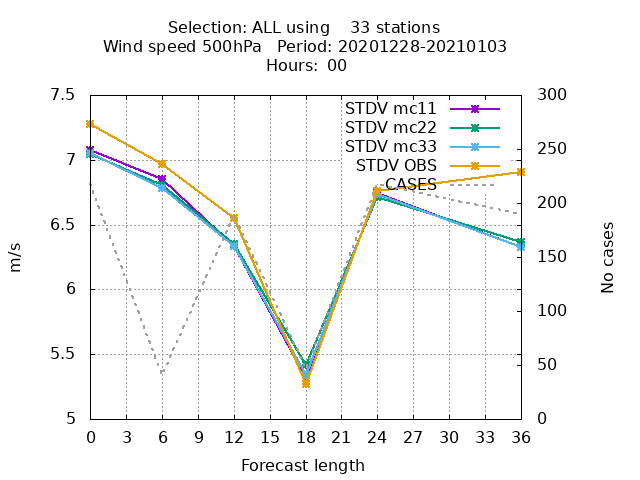 Selection: ALL using    33 stations
Wind speed 500hPa   Period: 20201228-20210103
Hours: 00
7.5
7
6.5
6
5.5
5
300
250
200
150
100
50
0
STDV mc11
STDV mc22
STDV mc33
STDV OBS
CASES
m/s
No cases
0 3 6 9 12 15 18 21 24 27 30 33 36
Forecast length